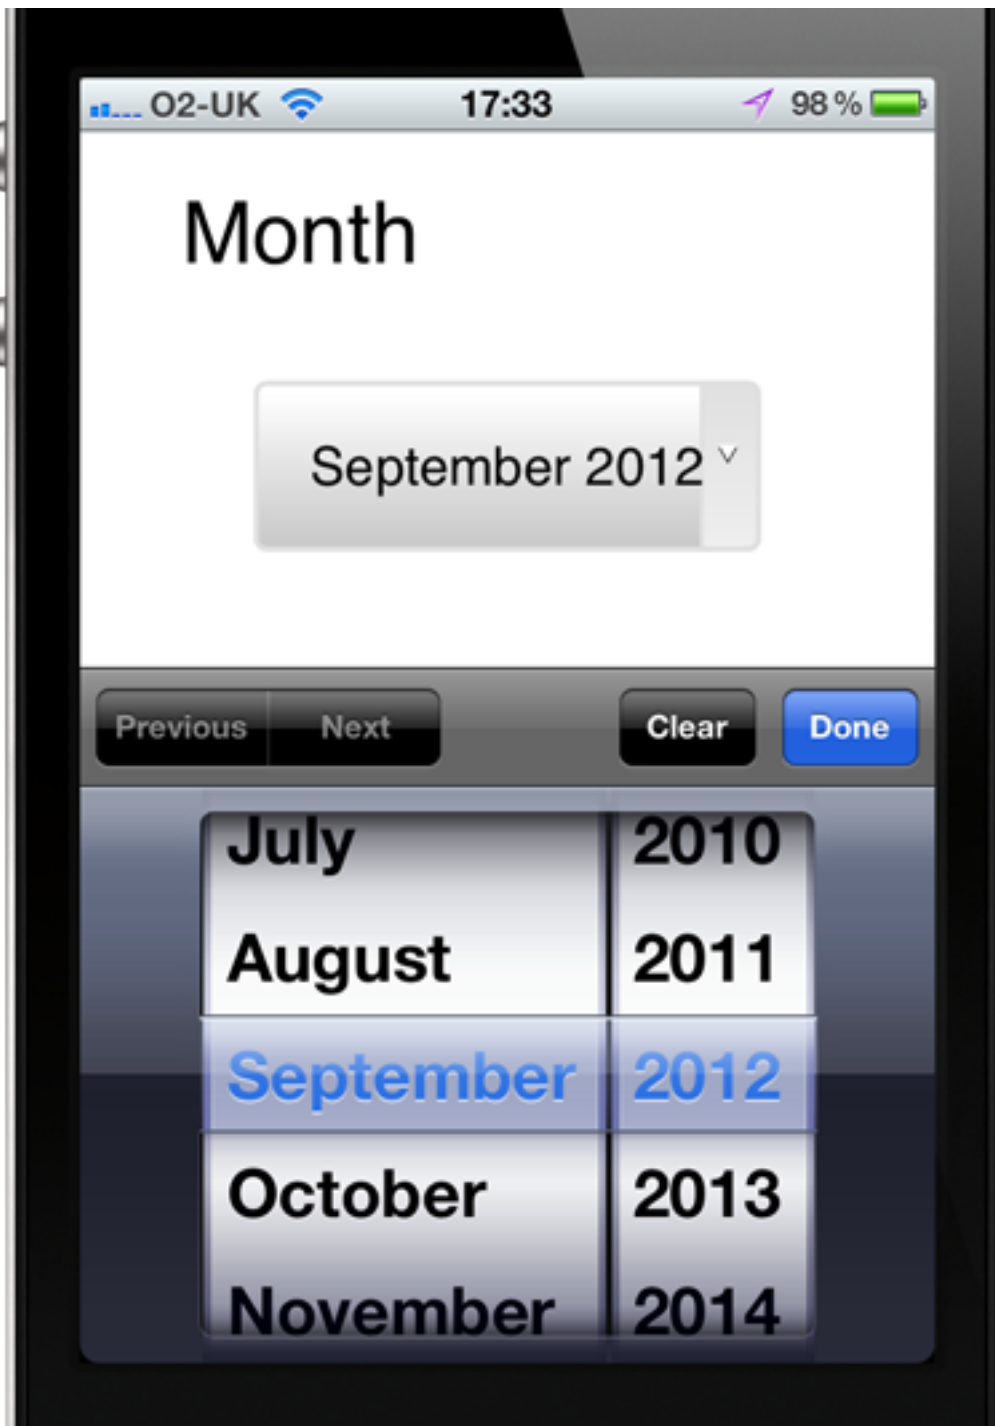 O2-UK 17:33 98 %
Month
September 2012
Previous Next Clear Done
July 2010
August 2011
September 2012
October 2013
November 2014